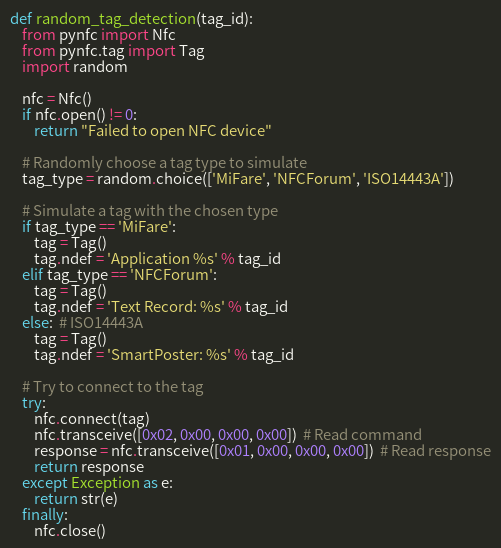 def random_tag_detection(tag_id):
    from pynfc import Nfc
    from pynfc.tag import Tag
    import random

    nfc = Nfc()
    if nfc.open() != 0:
        return "Failed to open NFC device"

    # Randomly choose a tag type to simulate
    tag_type = random.choice(['MiFare', 'NFCForum', 'ISO14443A'])

    # Simulate a tag with the chosen type
    if tag_type == 'MiFare':
        tag = Tag()
        tag.ndef = 'Application %s' % tag_id
    elif tag_type == 'NFCForum':
        tag = Tag()
        tag.ndef = 'Text Record: %s' % tag_id
    else:  # ISO14443A
        tag = Tag()
        tag.ndef = 'SmartPoster: %s' % tag_id

    # Try to connect to the tag
    try:
        nfc.connect(tag)
        nfc.transceive([0x02, 0x00, 0x00, 0x00])  # Read command
        response = nfc.transceive([0x01, 0x00, 0x00, 0x00])  # Read response
        return response
    except Exception as e:
        return str(e)
    finally:
        nfc.close()